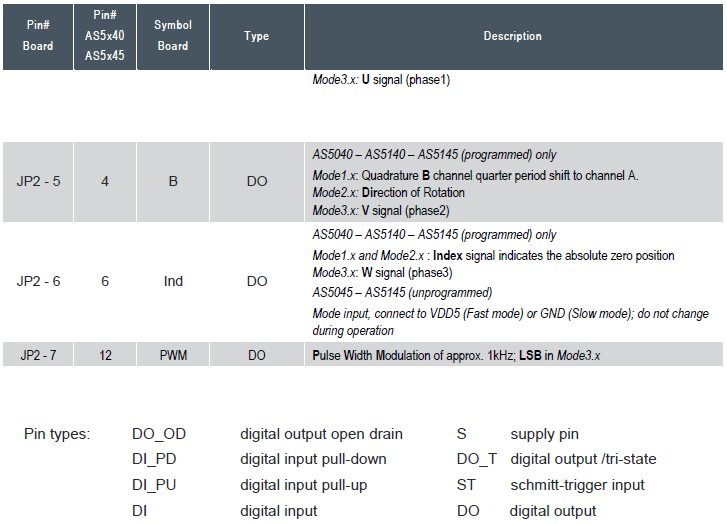 Pin# Board
Pin# AS5x40 AS5x45
Symbol Board
Type
Description
Mode3.x: U signal (phase1)
JP2 - 5
4
B
DO
AS5040 – AS5140 – AS5145 (programmed) only
Mode1.x: Quadrature B channel quarter period shift to channel A.
Mode2.x: Direction of Rotation
Mode3.x: V signal (phase2)
JP2 - 6
6
Ind
DO
AS5040 – AS5140 – AS5145 (programmed) only
Mode1.x and Mode2.x : Index signal indicates the absolute zero position
Mode3.x: W signal (phase3)
AS5045 – AS5145 (unprogrammed)
Mode input, connect to VDD5 (Fast mode) or GND (Slow mode); do not change
during operation
JP2 - 7
12
PWM
DO
Pulse Width Modulation of approx. 1kHz; LSB in Mode3.x
Pin types: DO_OD digital output open drain S supply pin
DI_PD digital input pull-down DO_T digital output /tri-state
DI_PU digital input pull-up ST schmitt-trigger input
DI digital input DO digital output